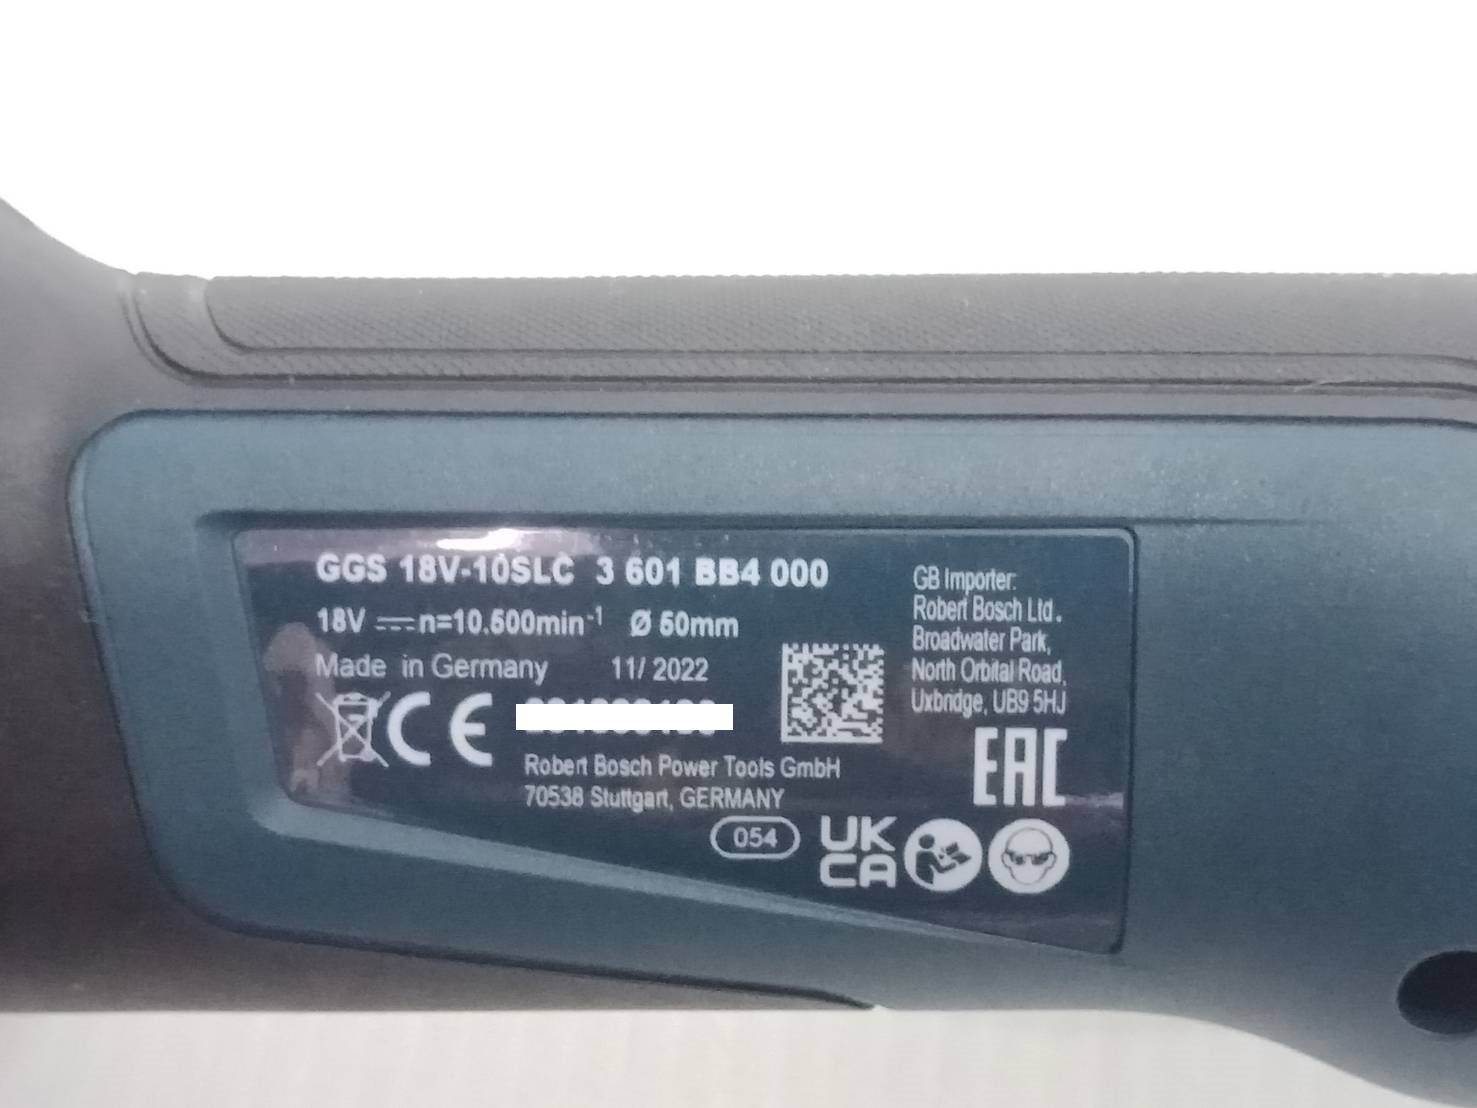 GGS 18V-10SLC 3 601 BB4 000
18V ⎓ n=10.500min⁻¹ Ø 50mm
Made in Germany 11/ 2022
CE
Robert Bosch Power Tools GmbH
70538 Stuttgart, GERMANY
054
UK
CA
GB Importer:
Robert Bosch Ltd.
Broadwater Park,
North Orbital Road,
Uxbridge, UB9 5HJ
EAC